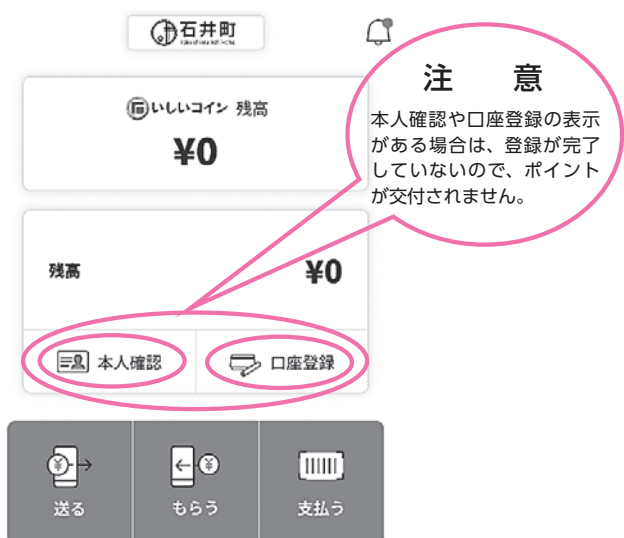 石井町
いしいコイン 残高
¥0
残高
¥0
本人確認
口座登録
送る
もらう
支払う
注 意
本人確認や口座登録の表示
がある場合は、登録が完了
していないので、ポイント
が交付されません。